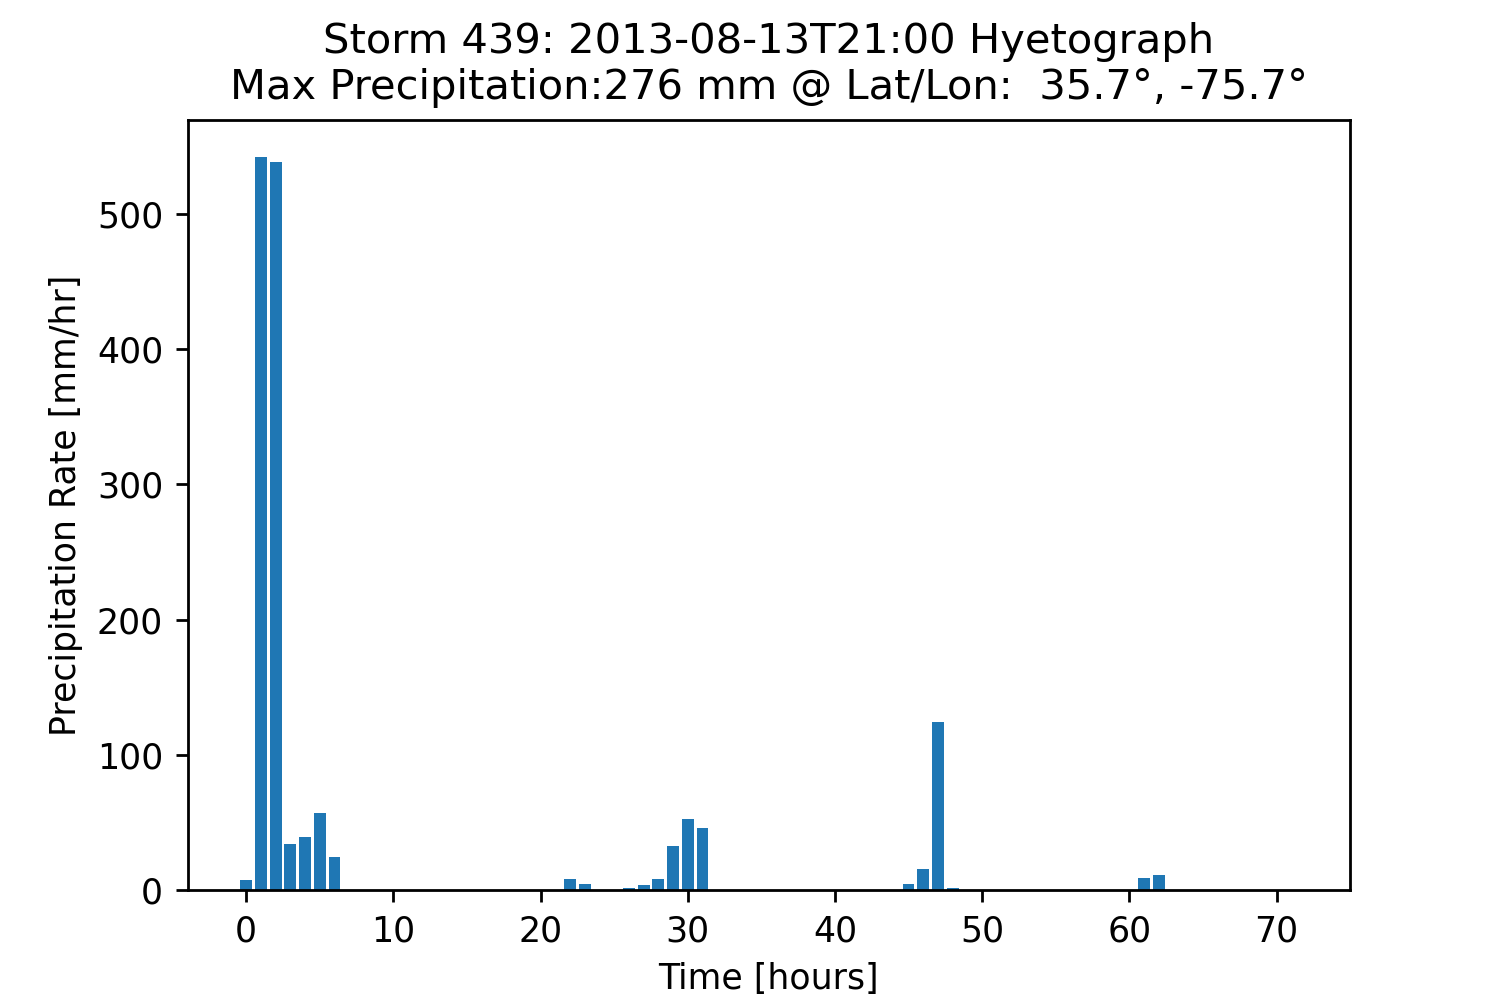 Storm 439: 2013-08-13T21:00 Hyetograph
Max Precipitation:276 mm @ Lat/Lon:  35.7°, -75.7°
Precipitation Rate [mm/hr]
500
400
300
200
100
0
0 10 20 30 40 50 60 70
Time [hours]